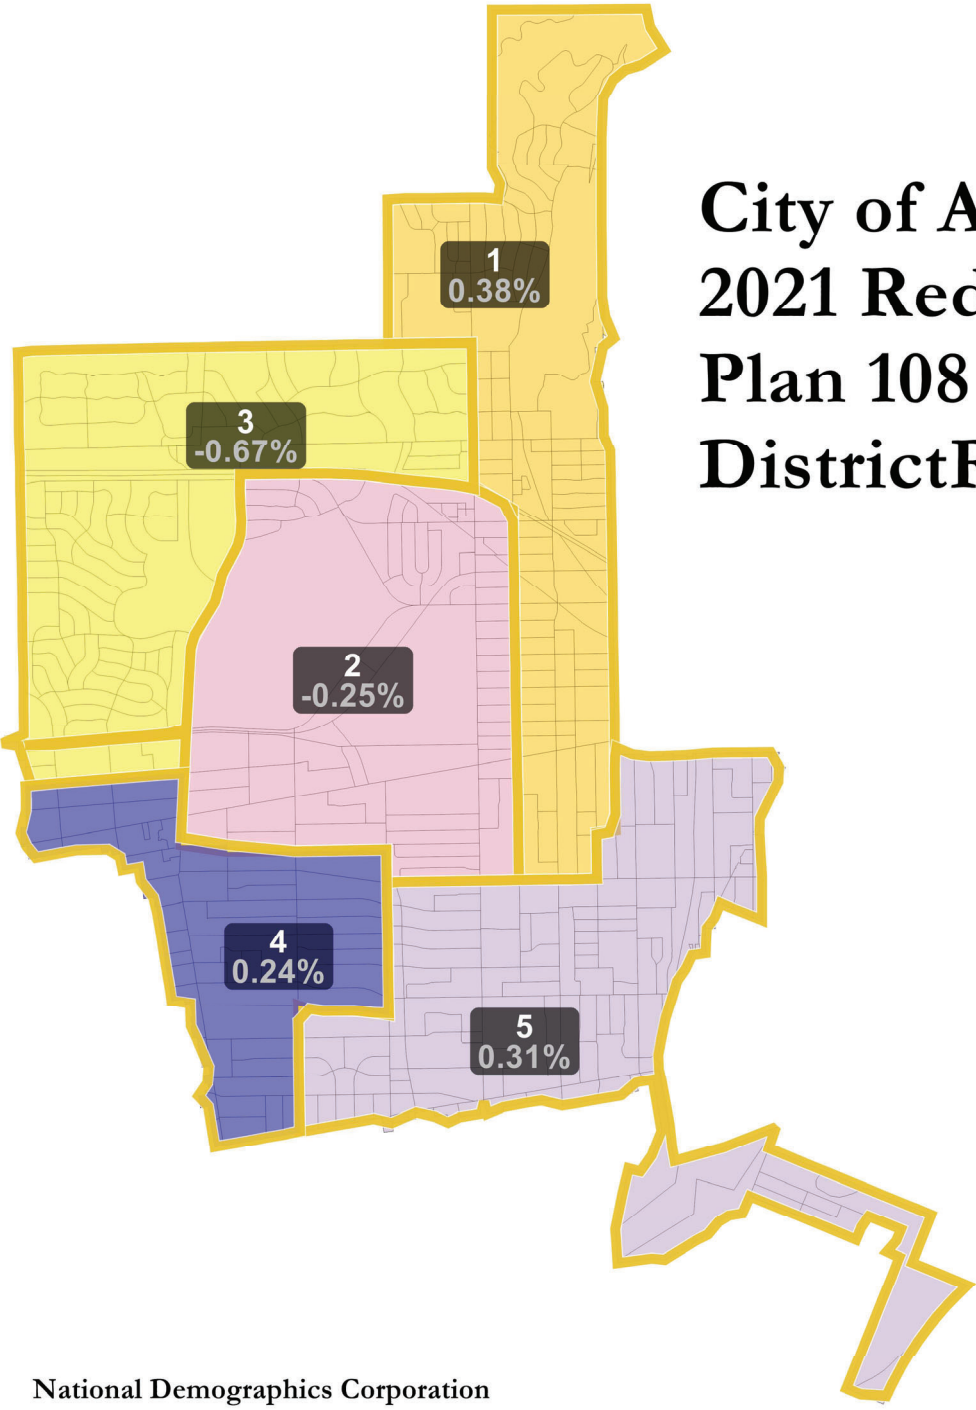 City of A
2021 Red
Plan 108
DistrictR
1
0.38%
3
-0.67%
2
-0.25%
4
0.24%
5
0.31%
National Demographics Corporation